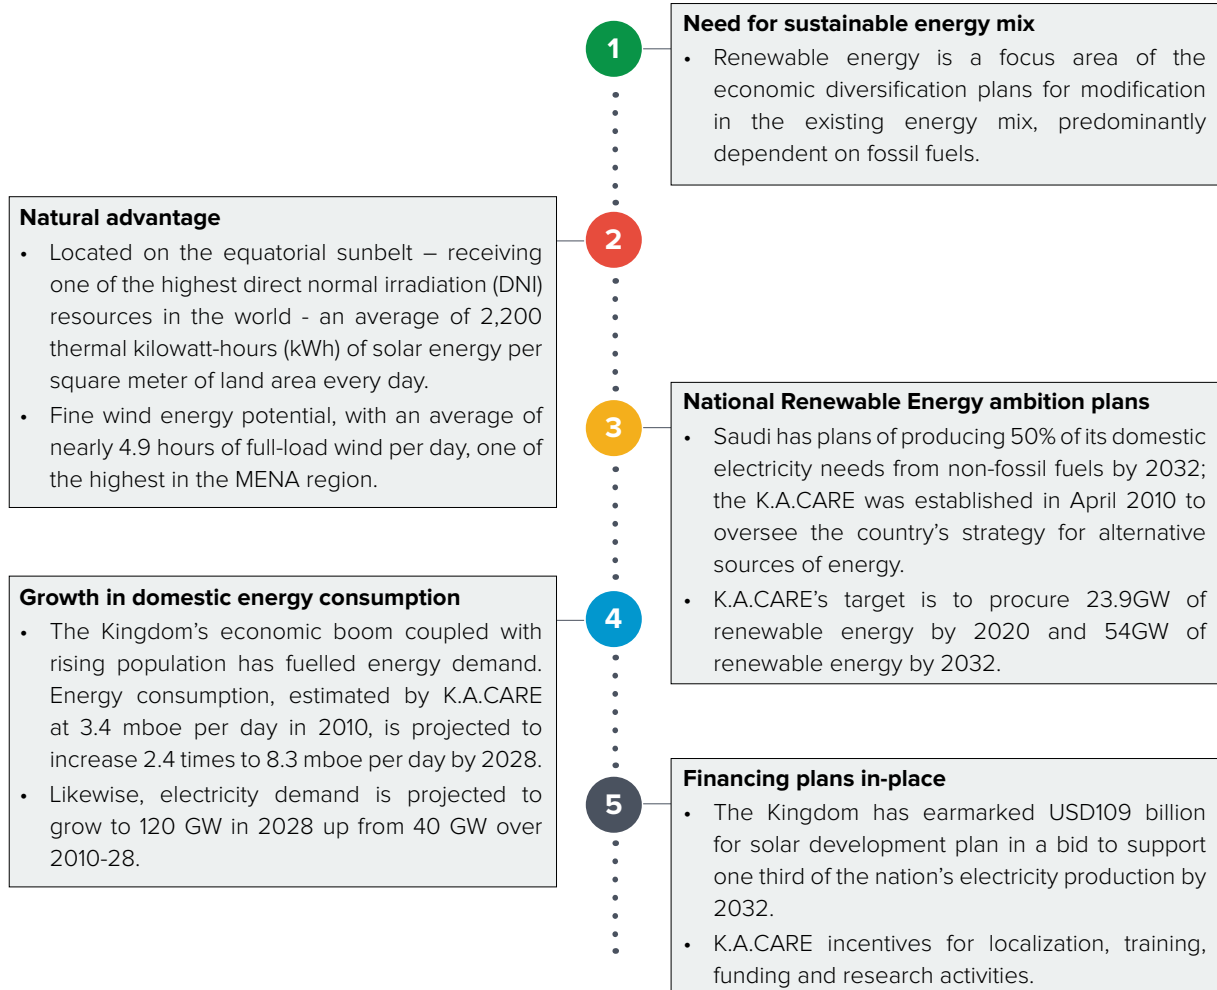 1
Need for sustainable energy mix
• Renewable energy is a focus area of the
economic diversification plans for modification
in the existing energy mix, predominantly
dependent on fossil fuels.
2
Natural advantage
• Located on the equatorial sunbelt – receiving
one of the highest direct normal irradiation (DNI)
resources in the world - an average of 2,200
thermal kilowatt-hours (kWh) of solar energy per
square meter of land area every day.
• Fine wind energy potential, with an average of
nearly 4.9 hours of full-load wind per day, one of
the highest in the MENA region.
3
National Renewable Energy ambition plans
• Saudi has plans of producing 50% of its domestic
electricity needs from non-fossil fuels by 2032;
the K.A.CARE was established in April 2010 to
oversee the country's strategy for alternative
sources of energy.
• K.A.CARE's target is to procure 23.9GW of
renewable energy by 2020 and 54GW of
renewable energy by 2032.
4
Growth in domestic energy consumption
• The Kingdom's economic boom coupled with
rising population has fuelled energy demand.
Energy consumption, estimated by K.A.CARE
at 3.4 mboe per day in 2010, is projected to
increase 2.4 times to 8.3 mboe per day by 2028.
• Likewise, electricity demand is projected to
grow to 120 GW in 2028 up from 40 GW over
2010-28.
5
Financing plans in-place
• The Kingdom has earmarked USD109 billion
for solar development plan in a bid to support
one third of the nation's electricity production by
2032.
• K.A.CARE incentives for localization, training,
funding and research activities.